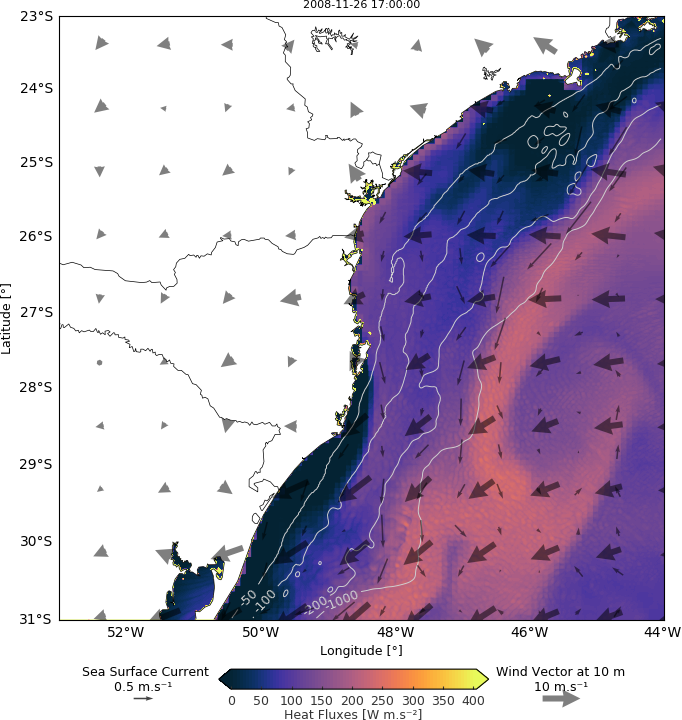 2008-11-26 17:00:00
23°S
24°S
25°S
26°S
27°S
28°S
29°S
30°S
31°S
Latitude [°]
-50
-100
-200
-1000
52°W 50°W 48°W 46°W 44°W
Longitude [°]
Sea Surface Current
0.5 m.s⁻¹
0 50 100 150 200 250 300 350 400
Heat Fluxes [W m.s⁻²]
Wind Vector at 10 m
10 m.s⁻¹